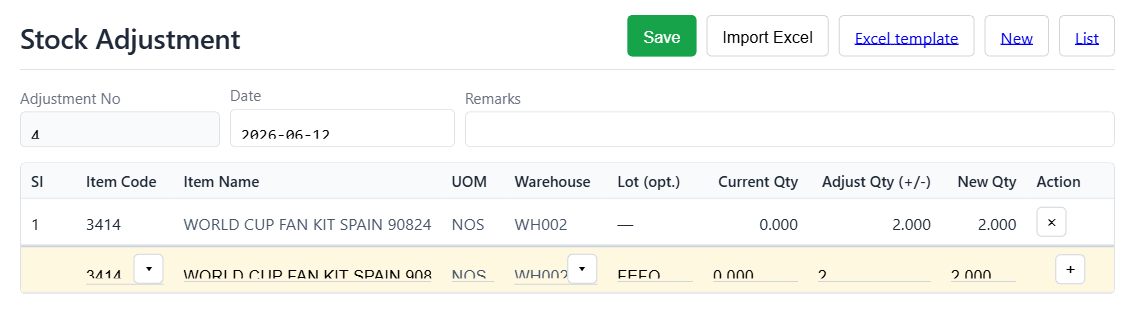 Stock Adjustment
Save
Import Excel
Excel template
New
List
Adjustment No
Date
Remarks
4
2026-06-12
SI Item Code Item Name UOM Warehouse Lot (opt.) Current Qty Adjust Qty (+/-) New Qty Action
1 3414 WORLD CUP FAN KIT SPAIN 90824 NOS WH002 — 0.000 2.000 2.000 ×
3414 ▾ WORLD CUP FAN KIT SPAIN 908 NOS WH002 ▾ FEFO 0.000 2 2.000 +